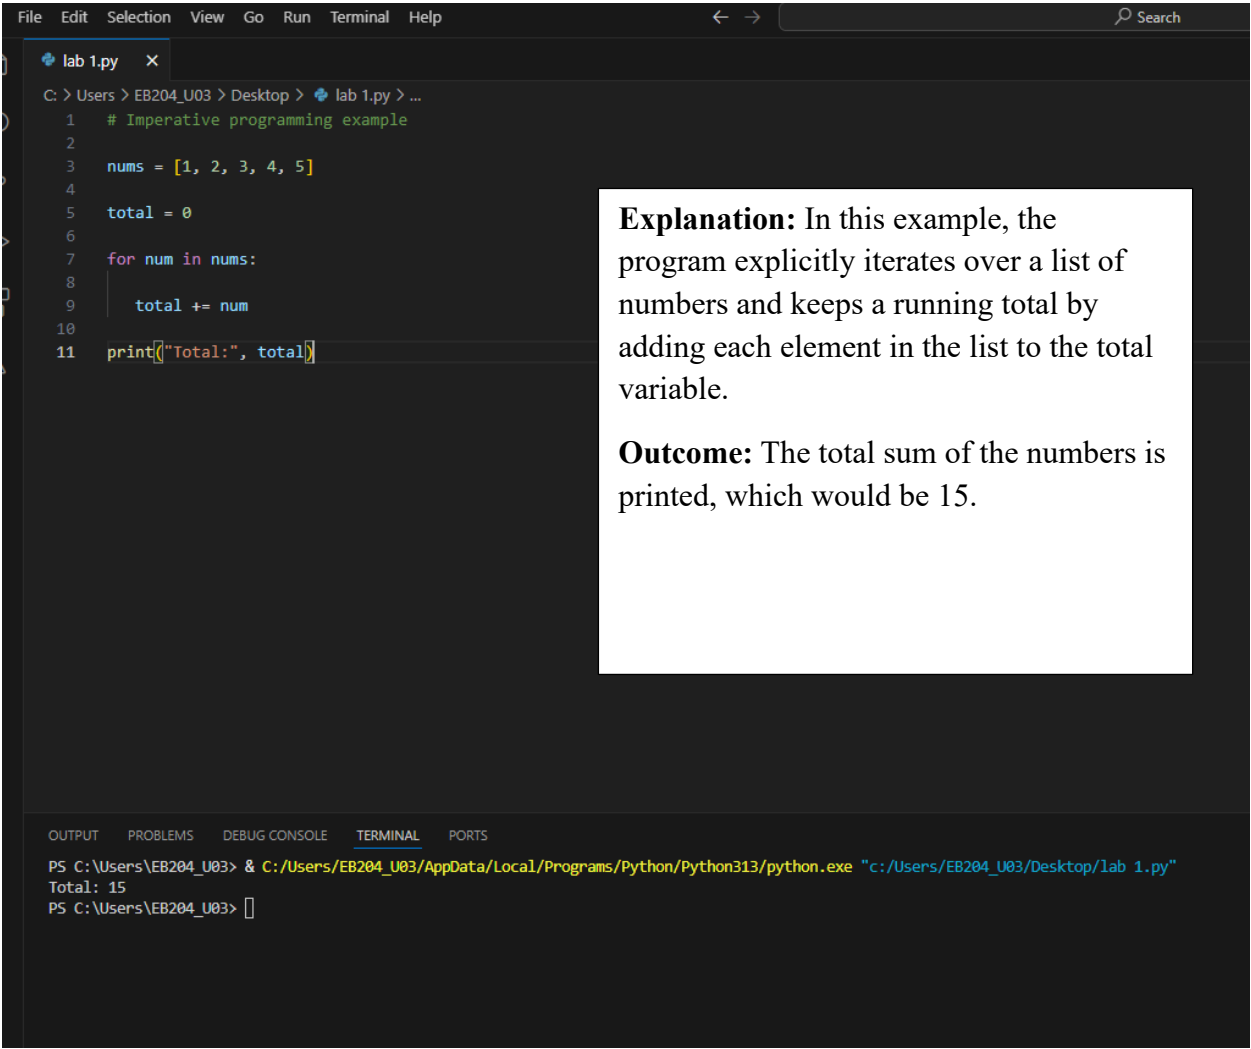 File Edit Selection View Go Run Terminal Help ← → Search
lab 1.py ×
C: > Users > EB204_U03 > Desktop > lab 1.py > ...
1 # Imperative programming example
2
3 nums = [1, 2, 3, 4, 5]
4
5 total = 0
6
7 for num in nums:
8
9 total += num
10
11 print("Total:", total)
Explanation: In this example, the
program explicitly iterates over a list of
numbers and keeps a running total by
adding each element in the list to the total
variable.
Outcome: The total sum of the numbers is
printed, which would be 15.
OUTPUT PROBLEMS DEBUG CONSOLE TERMINAL PORTS
PS C:\Users\EB204_U03> & C:/Users/EB204_U03/AppData/Local/Programs/Python/Python313/python.exe "c:/Users/EB204_U03/Desktop/lab 1.py"
Total: 15
PS C:\Users\EB204_U03>